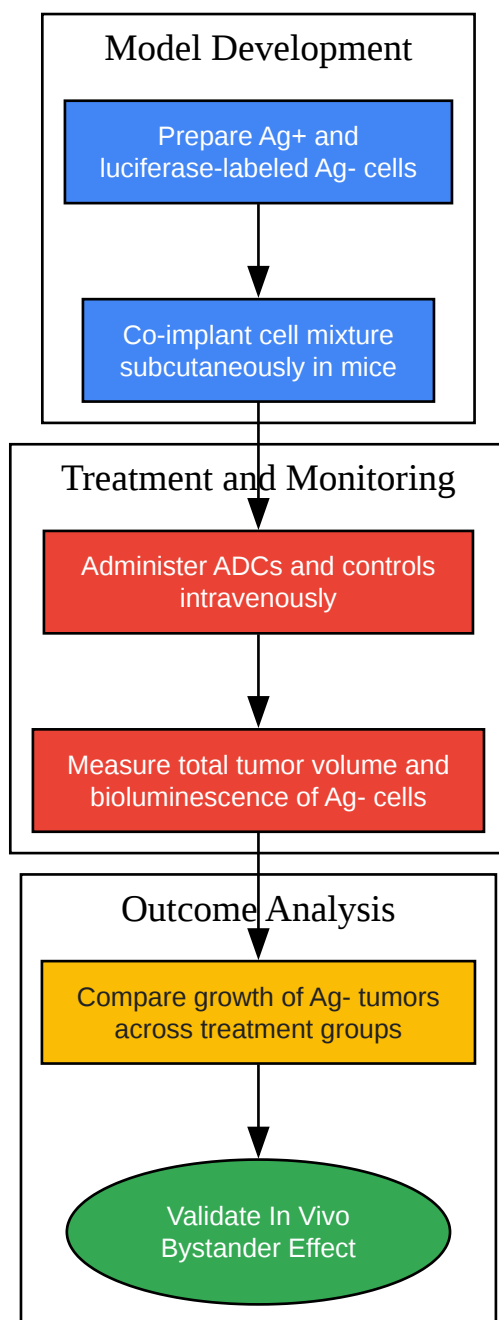 Model Development
Prepare Ag+ and
luciferase-labeled Ag- cells
Co-implant cell mixture
subcutaneously in mice
Treatment and Monitoring
Administer ADCs and controls
intravenously
Measure total tumor volume and
bioluminescence of Ag- cells
Outcome Analysis
Compare growth of Ag- tumors
across treatment groups
Validate In Vivo
Bystander Effect